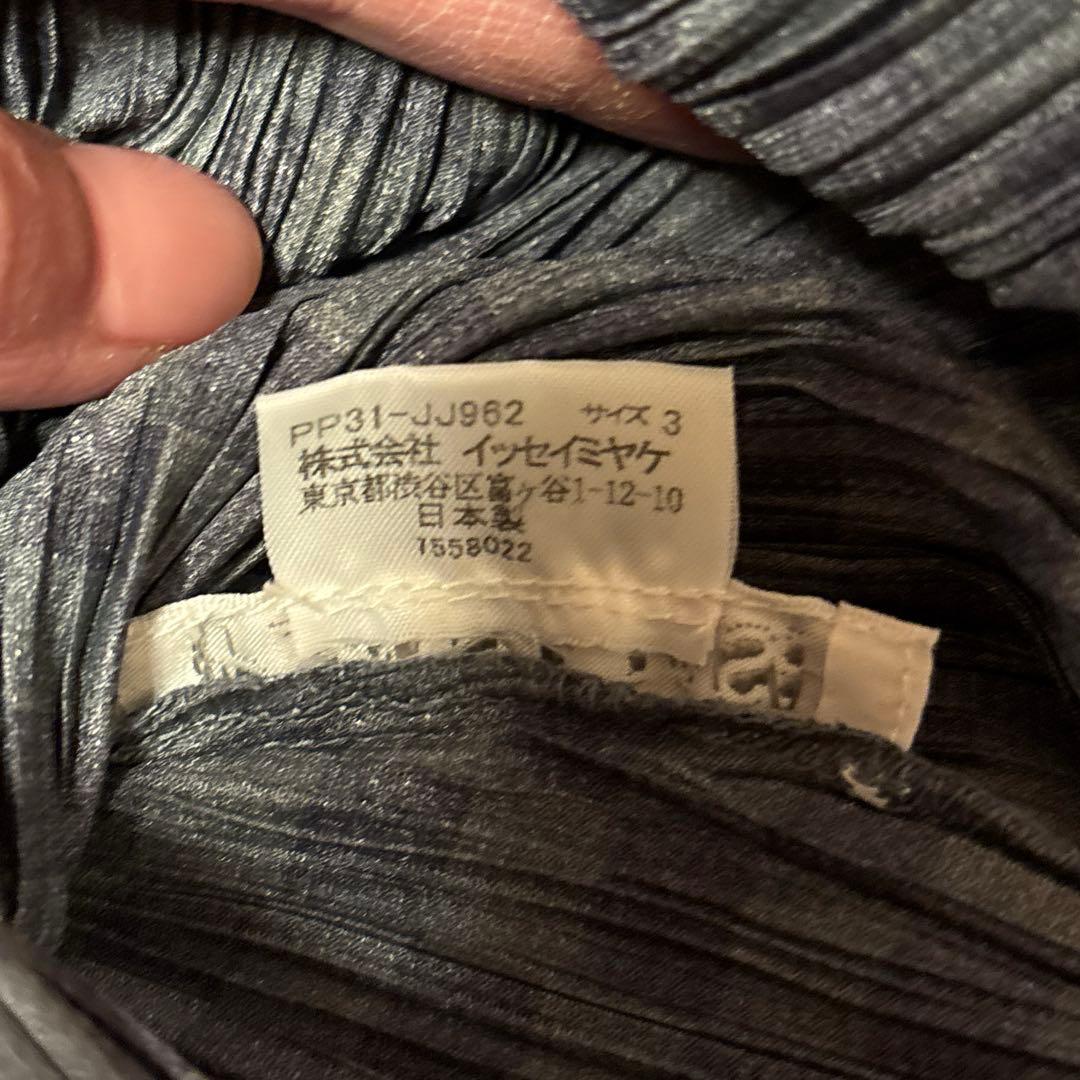 PP31-JJ962 サイズ 3
株式会社 イッセイミヤケ
東京都渋谷区富ヶ谷1-12-10
日本製
1558022